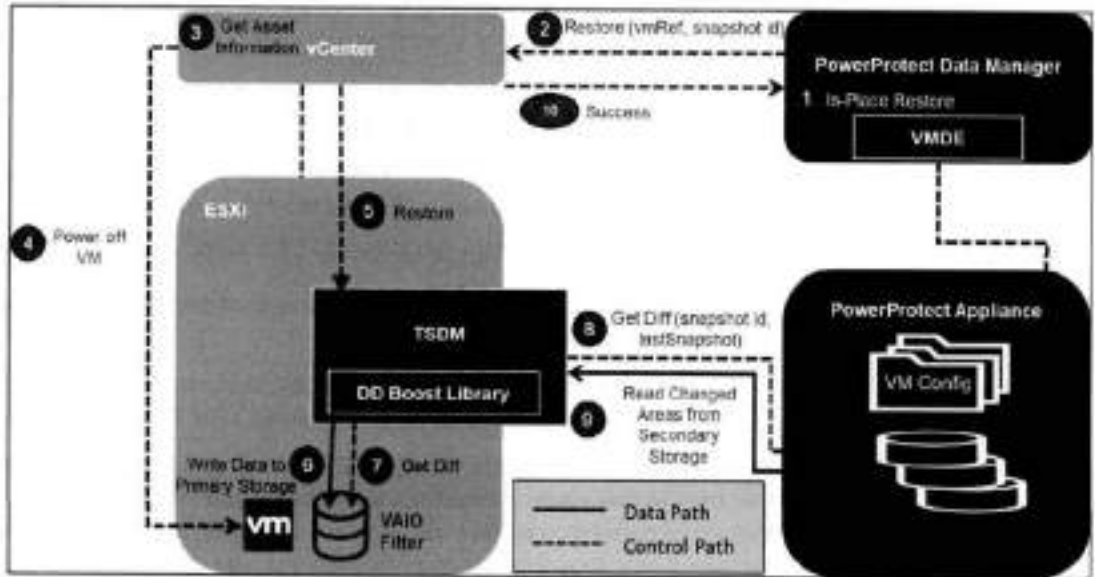 3
Get Asset
Information
vCenter
2
Restore (vmRef, snapshot id)
PowerProtect Data Manager
1 In-Place Restore
VMDE
10
Success
ESXi
5
Restore
4
Power off
VM
TSDM
DD Boost Library
8
Get Diff (snapshot id,
lastSnapshot)
9
Read Changed
Areas from
Secondary
Storage
PowerProtect Appliance
VM Config
Write Data to
Primary Storage
6
7
Get Diff
vm
VAIO
Filter
Data Path
Control Path